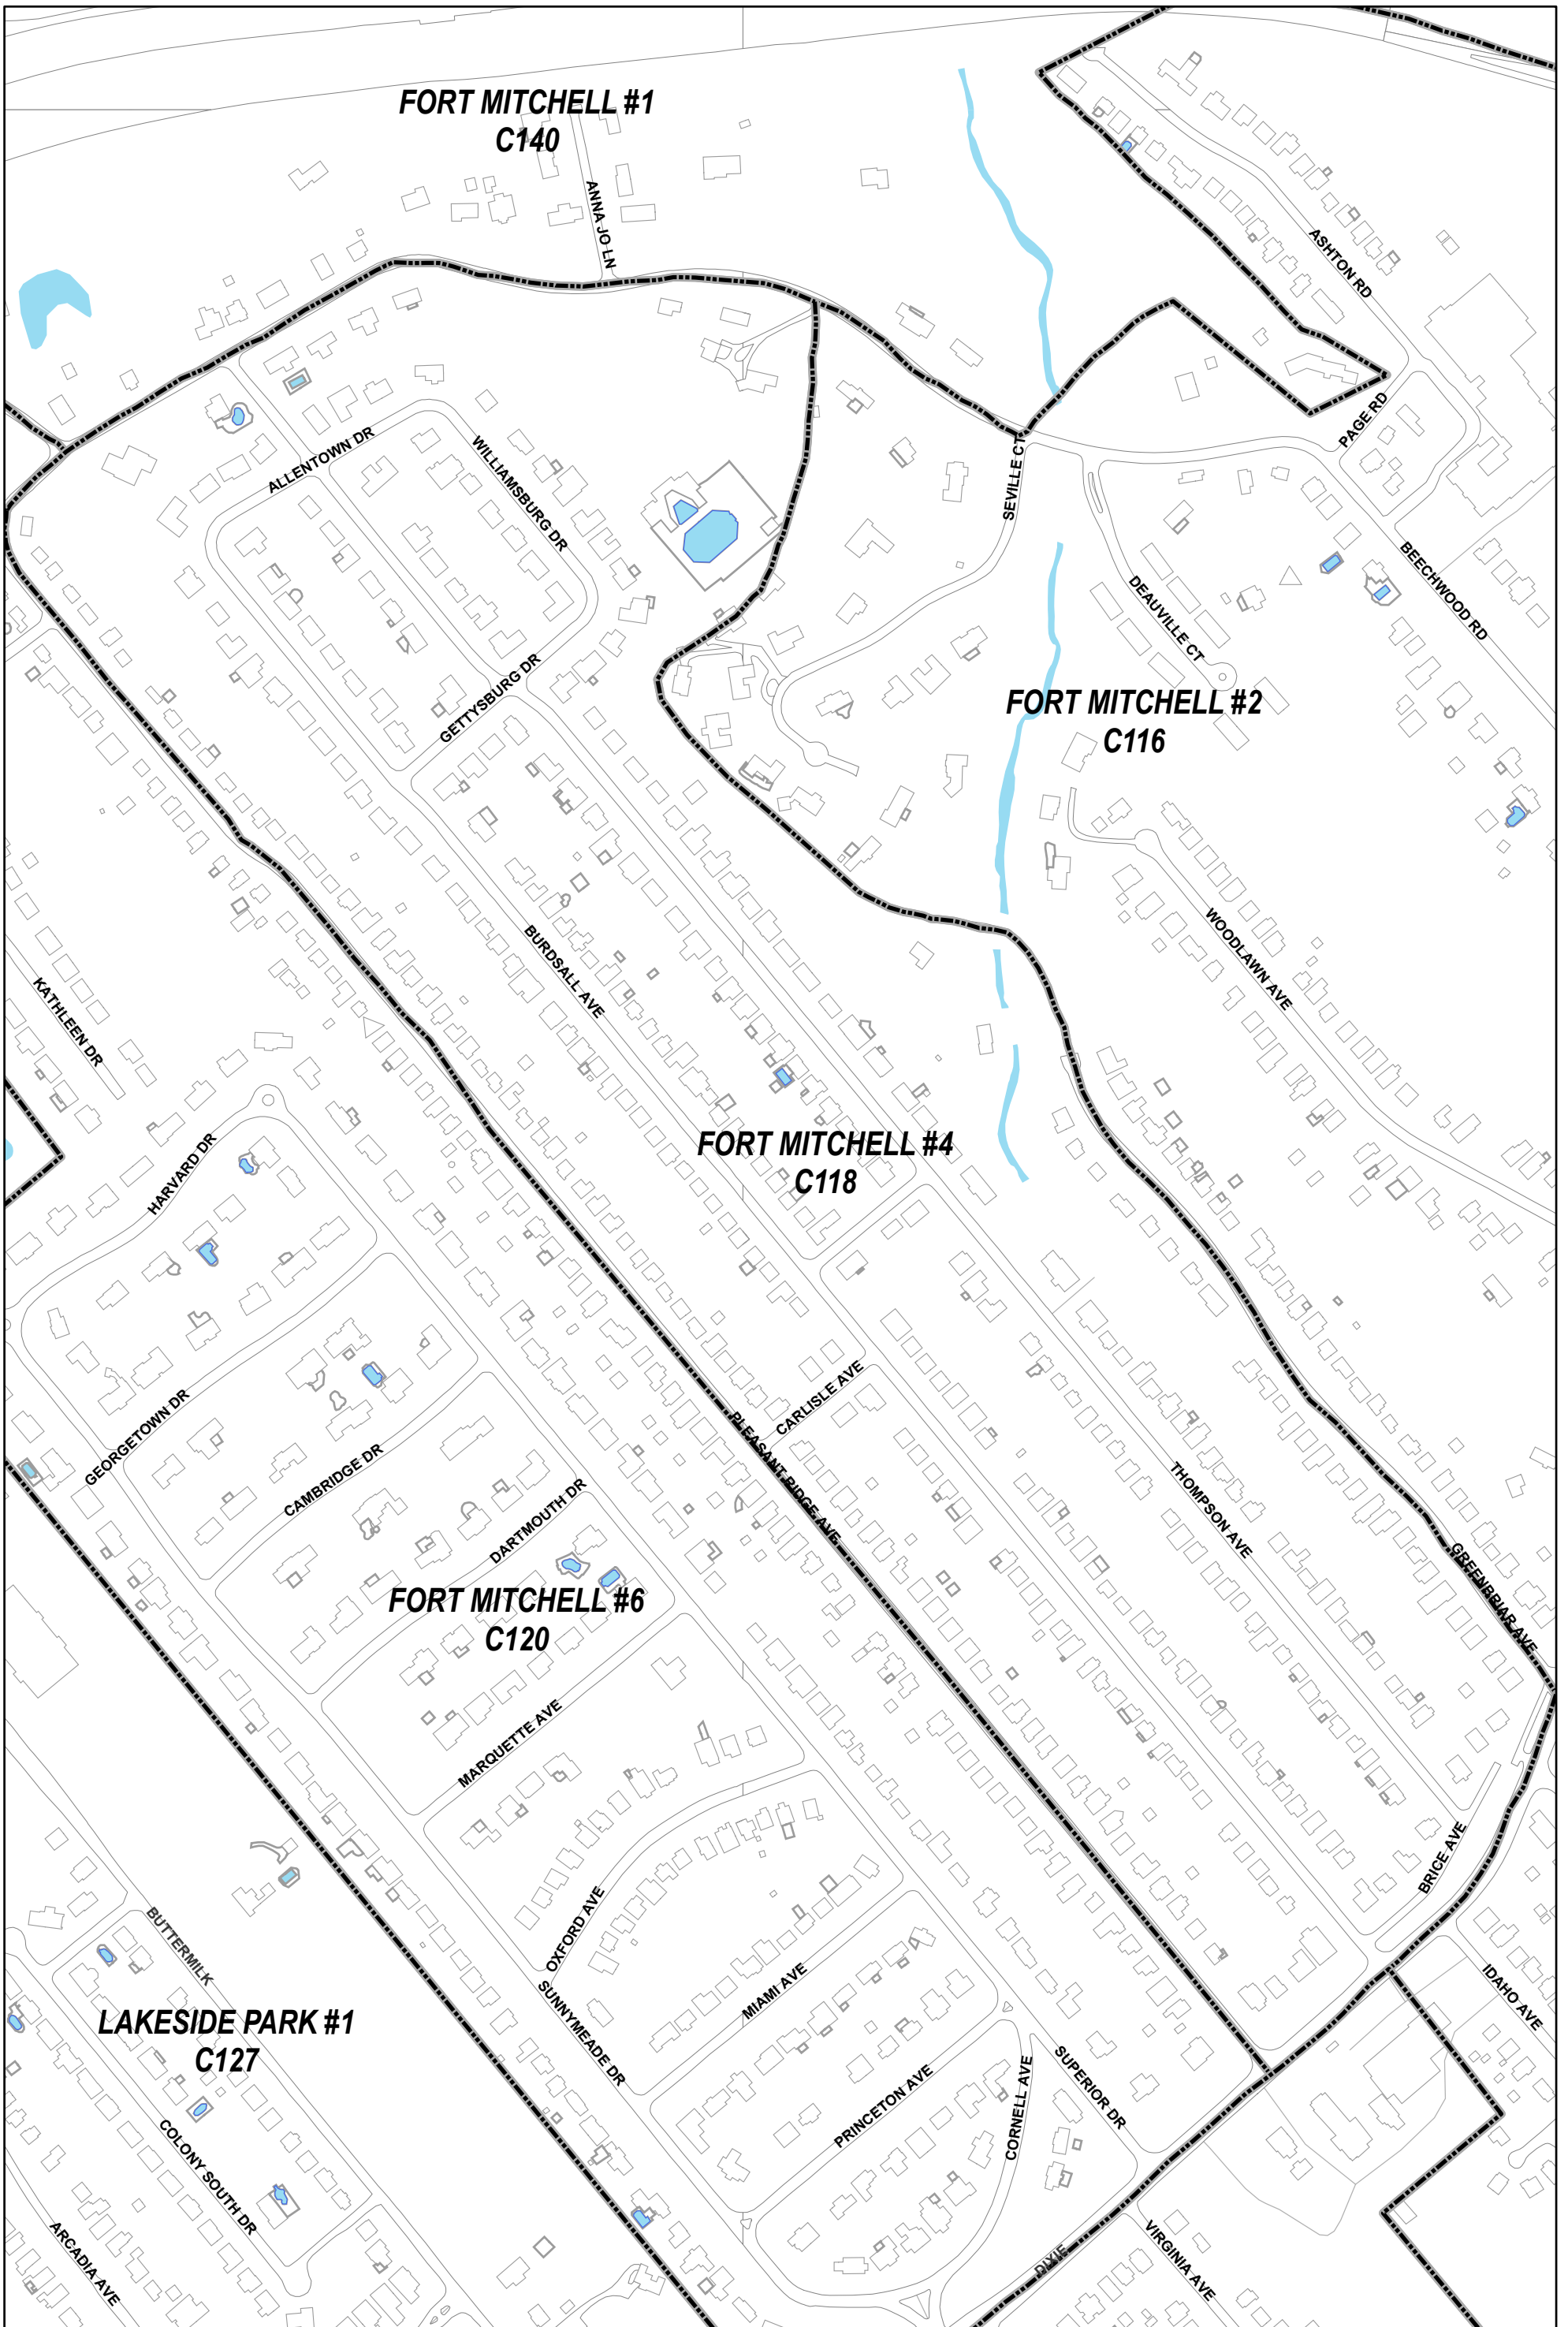 FORT MITCHELL #1
C140
ANNA JO LN
ASHTON RD
PAGE RD
ALLENTOWN DR
WILLIAMSBURG DR
SEVILLE CT
BEECHWOOD RD
DEAUVILLE CT
GETTYSBURG DR
FORT MITCHELL #2
C116
WOODLAWN AVE
BURDSALL AVE
KATHLEEN DR
HARVARD DR
FORT MITCHELL #4
C118
GEORGETOWN DR
CARLISLE AVE
PLEASANT RIDGE AVE
CAMBRIDGE DR
THOMPSON AVE
DARTMOUTH DR
GREENBRIAR AVE
FORT MITCHELL #6
C120
MARQUETTE AVE
BRICE AVE
OXFORD AVE
BUTTERMILK
IDAHO AVE
MIAMI AVE
SUNNYMEADE DR
LAKESIDE PARK #1
C127
SUPERIOR DR
CORNELL AVE
PRINCETON AVE
COLONY SOUTH DR
ARCADIA AVE
VIRGINIA AVE
DIXIE